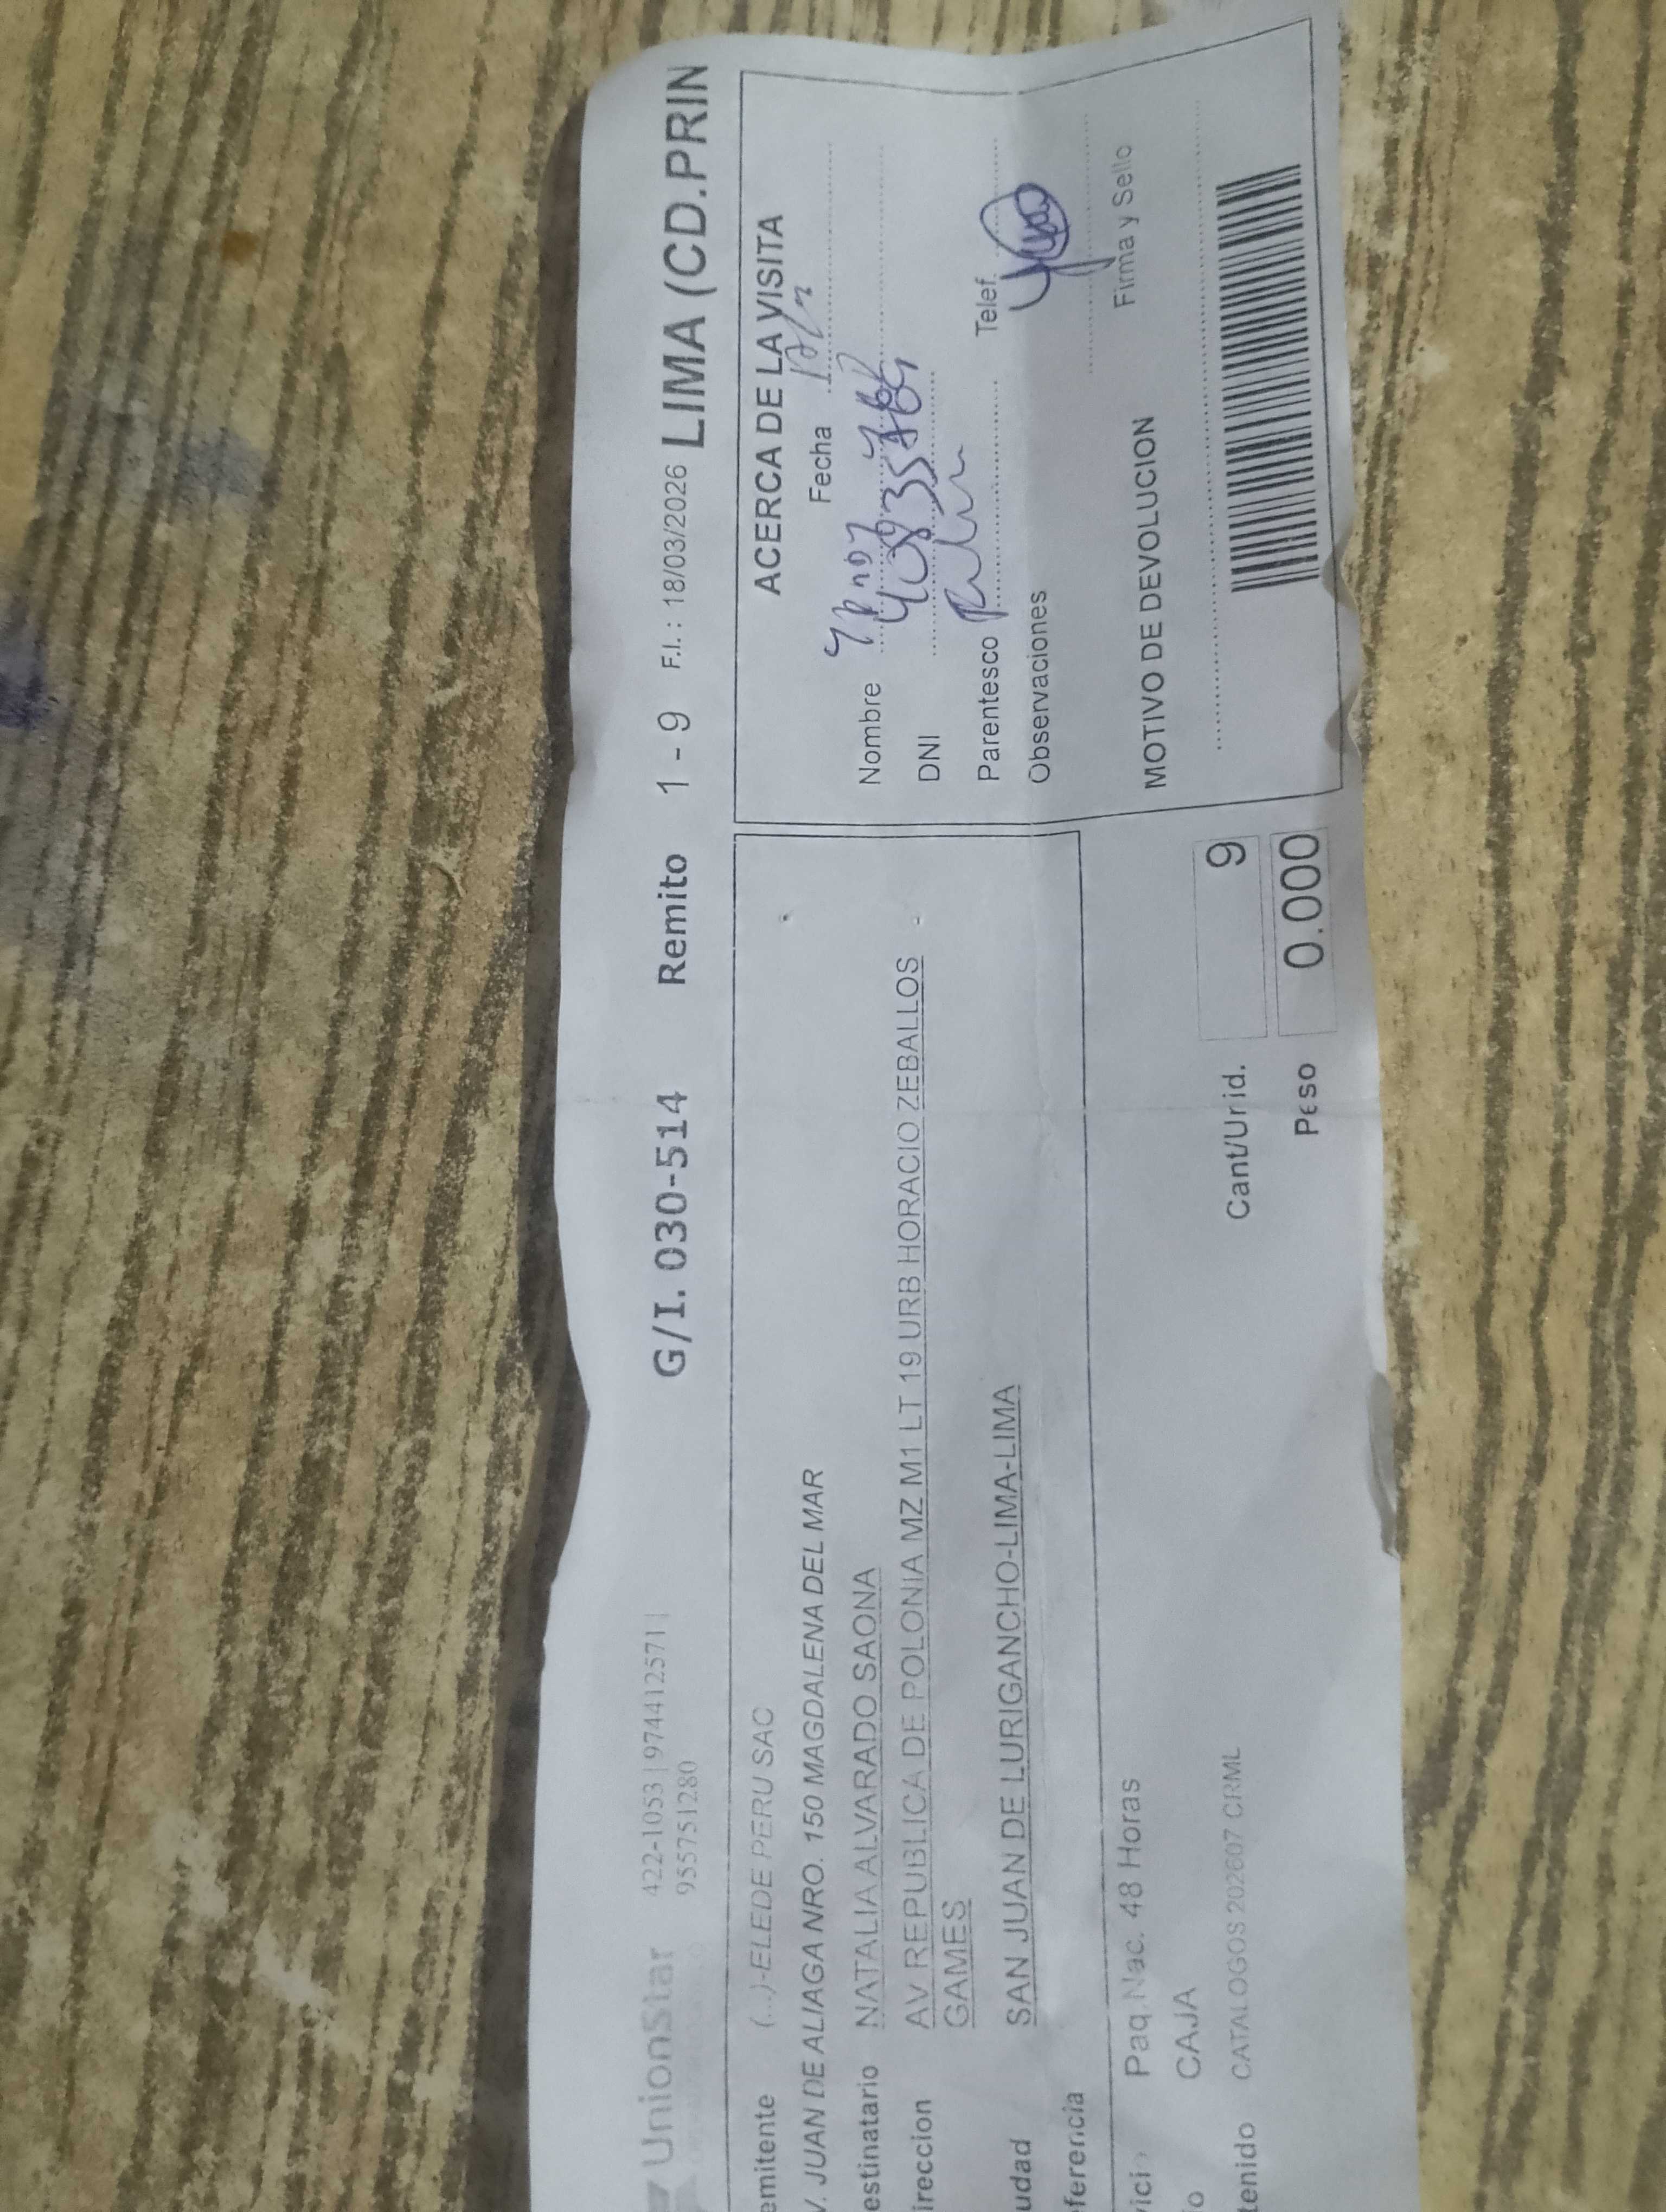 UnionStar 422-1053 | 974412571 | G/I. 030-514 Remito 1 - 9 F.I. : 18/03/2026 LIMA (CD.PRIN
955751280
emitente (...)-ELEDE PERU SAC
. JUAN DE ALIAGA NRO. 150 MAGDALENA DEL MAR
estinatario NATALIA ALVARADO SAONA
ireccion AV REPUBLICA DE POLONIA MZ M1 LT 19 URB HORACIO ZEBALLOS
GAMES
udad SAN JUAN DE LURIGANCHO-LIMA-LIMA
ferencia
vici Paq.Nac. 48 Horas
o CAJA
tenido CATALOGOS 202607 CRML
Cant/Unid. 9
Peso 0.000
ACERCA DE LA VISITA
Fecha
Nombre
DNI
Parentesco Telef.
Observaciones
Firma y Sello
MOTIVO DE DEVOLUCION